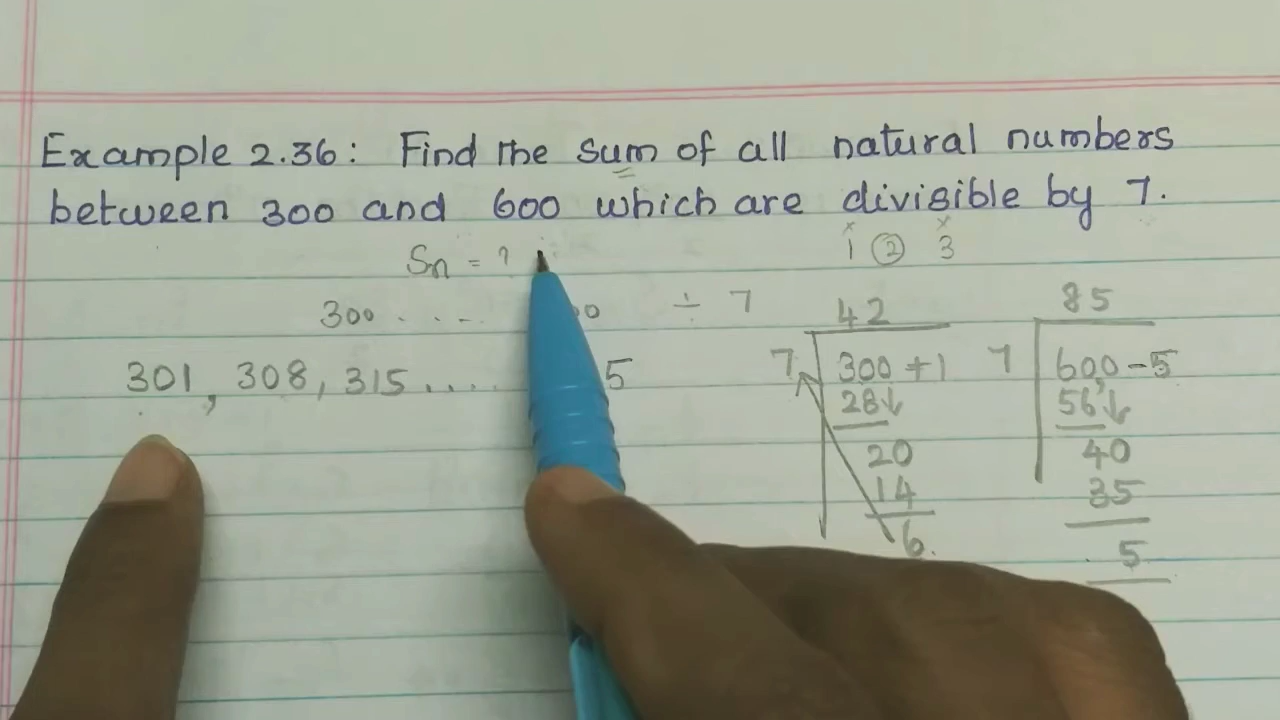 Example 2.36: Find the sum of all natural numbers
between 300 and 600 which are divisible by 7.
Sn = ?
1 2 3
300 . . . . 00 ÷ 7
301, 308, 315 .... 5
42
7 300 + 1
28↓
20
14
6.
85
7 600 - 5
56↓
40
35
5